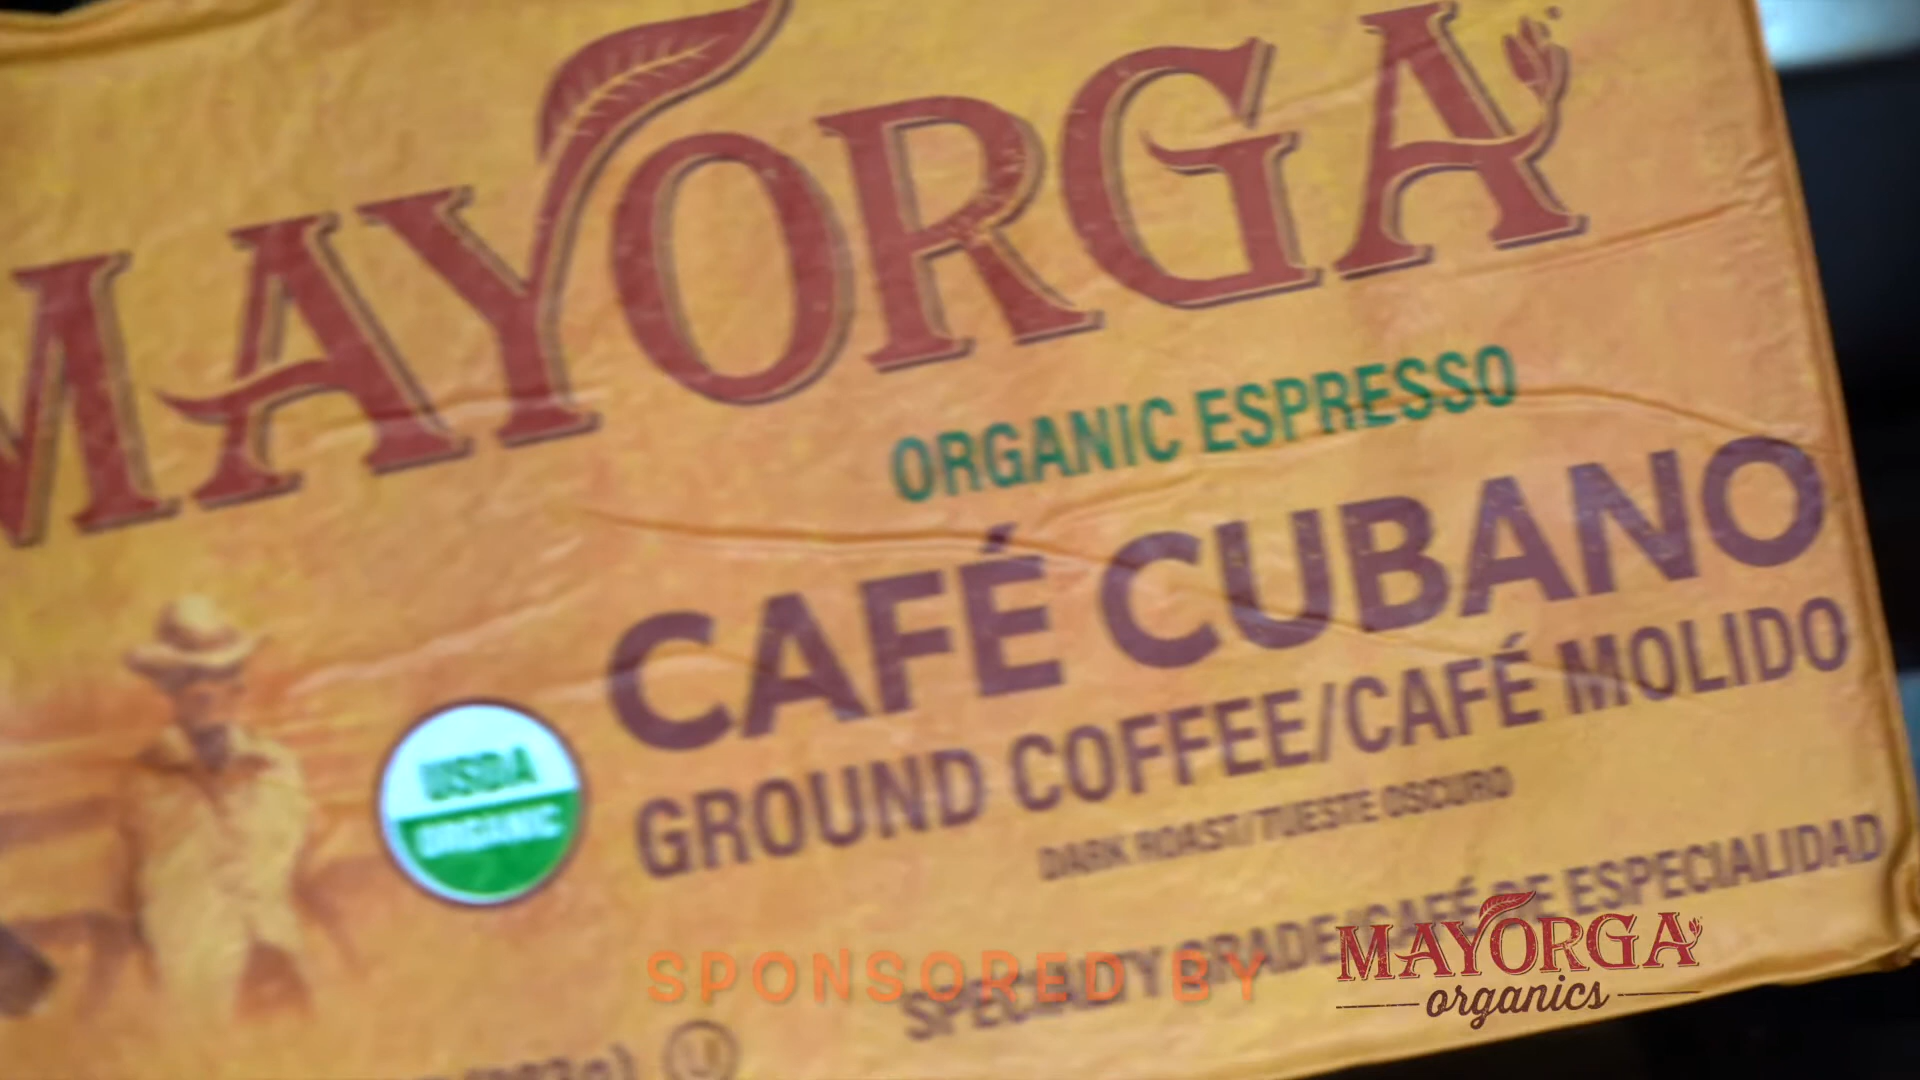 MAYORGA
ORGANIC ESPRESSO
CAFÉ CUBANO
GROUND COFFEE/CAFÉ MOLIDO
DARK ROAST/TUESTE OSCURO
SPECIALTY GRADE/CAFÉ DE ESPECIALIDAD
USDA
ORGANIC
U
SPONSORED BY
MAYORGA
organics